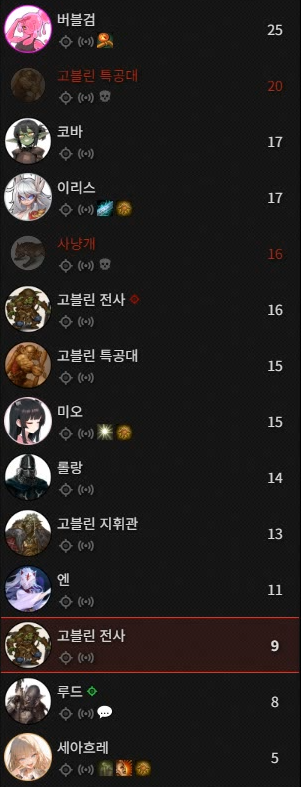 버블검 25
고블린 특공대 20
코바 17
이리스 17
사냥개 16
고블린 전사 16
고블린 특공대 15
미오 15
롤랑 14
고블린 지휘관 13
엔 11
고블린 전사 9
루드 8
세아흐레 5